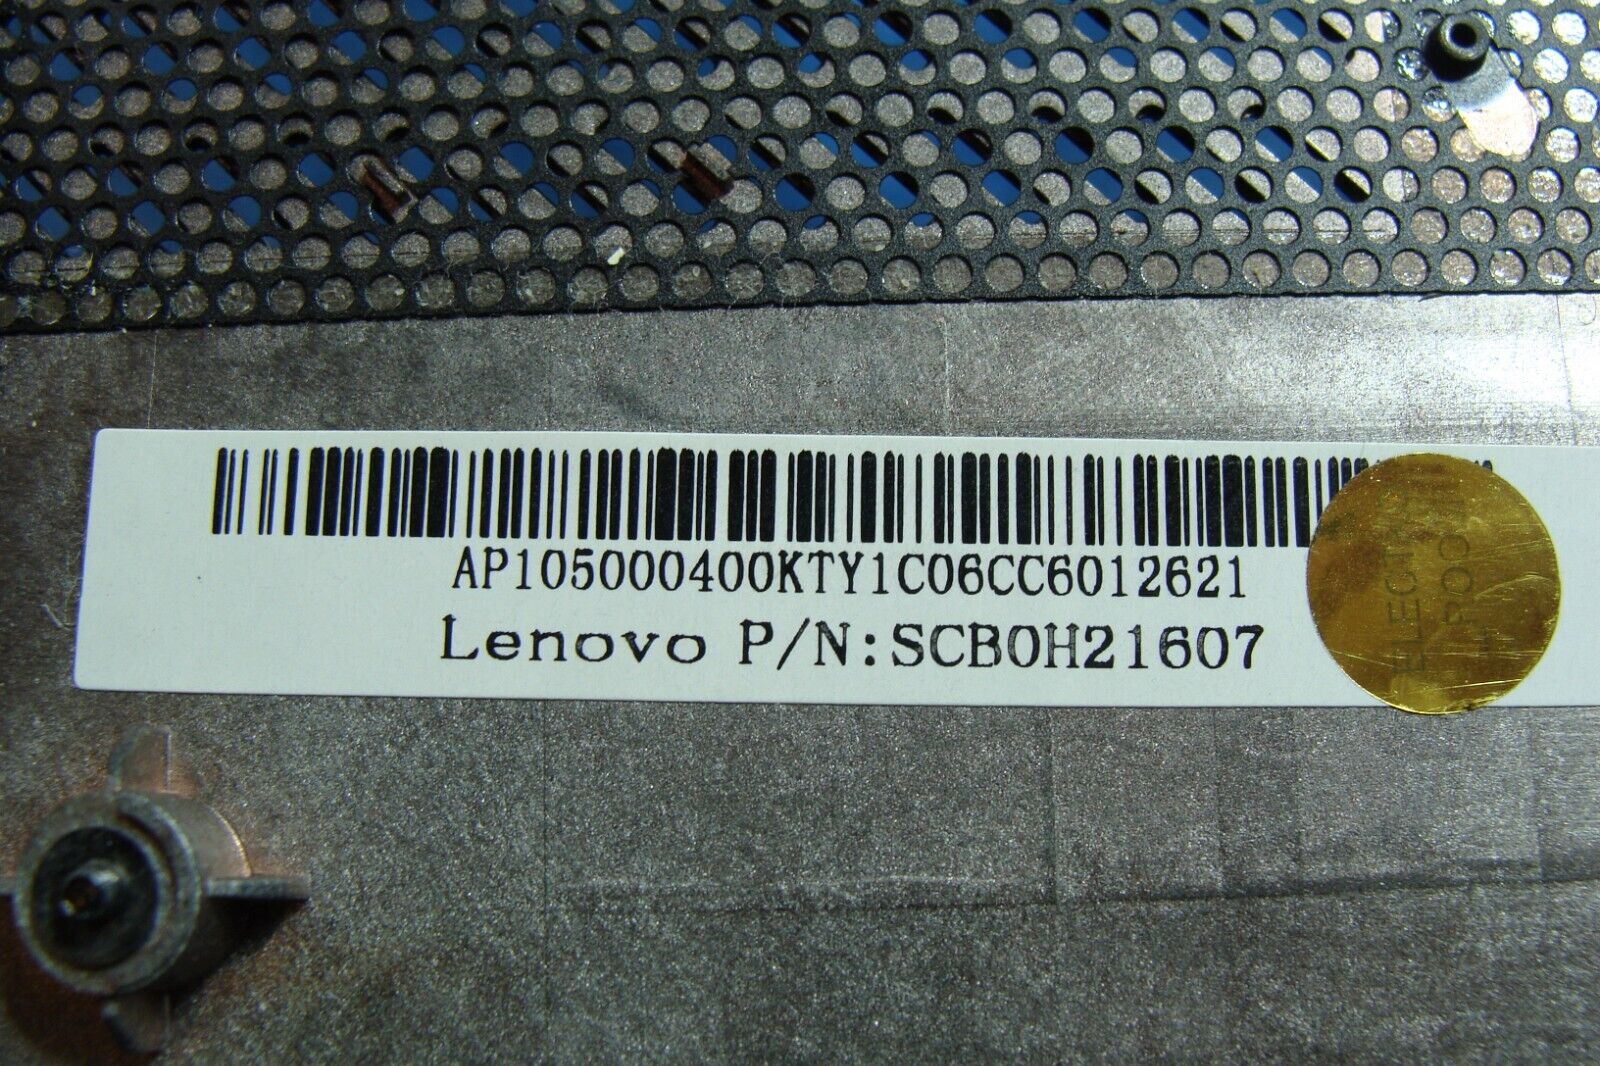 AP105000400KTY1C06CC6012621
Lenovo P/N:SCB0H21607